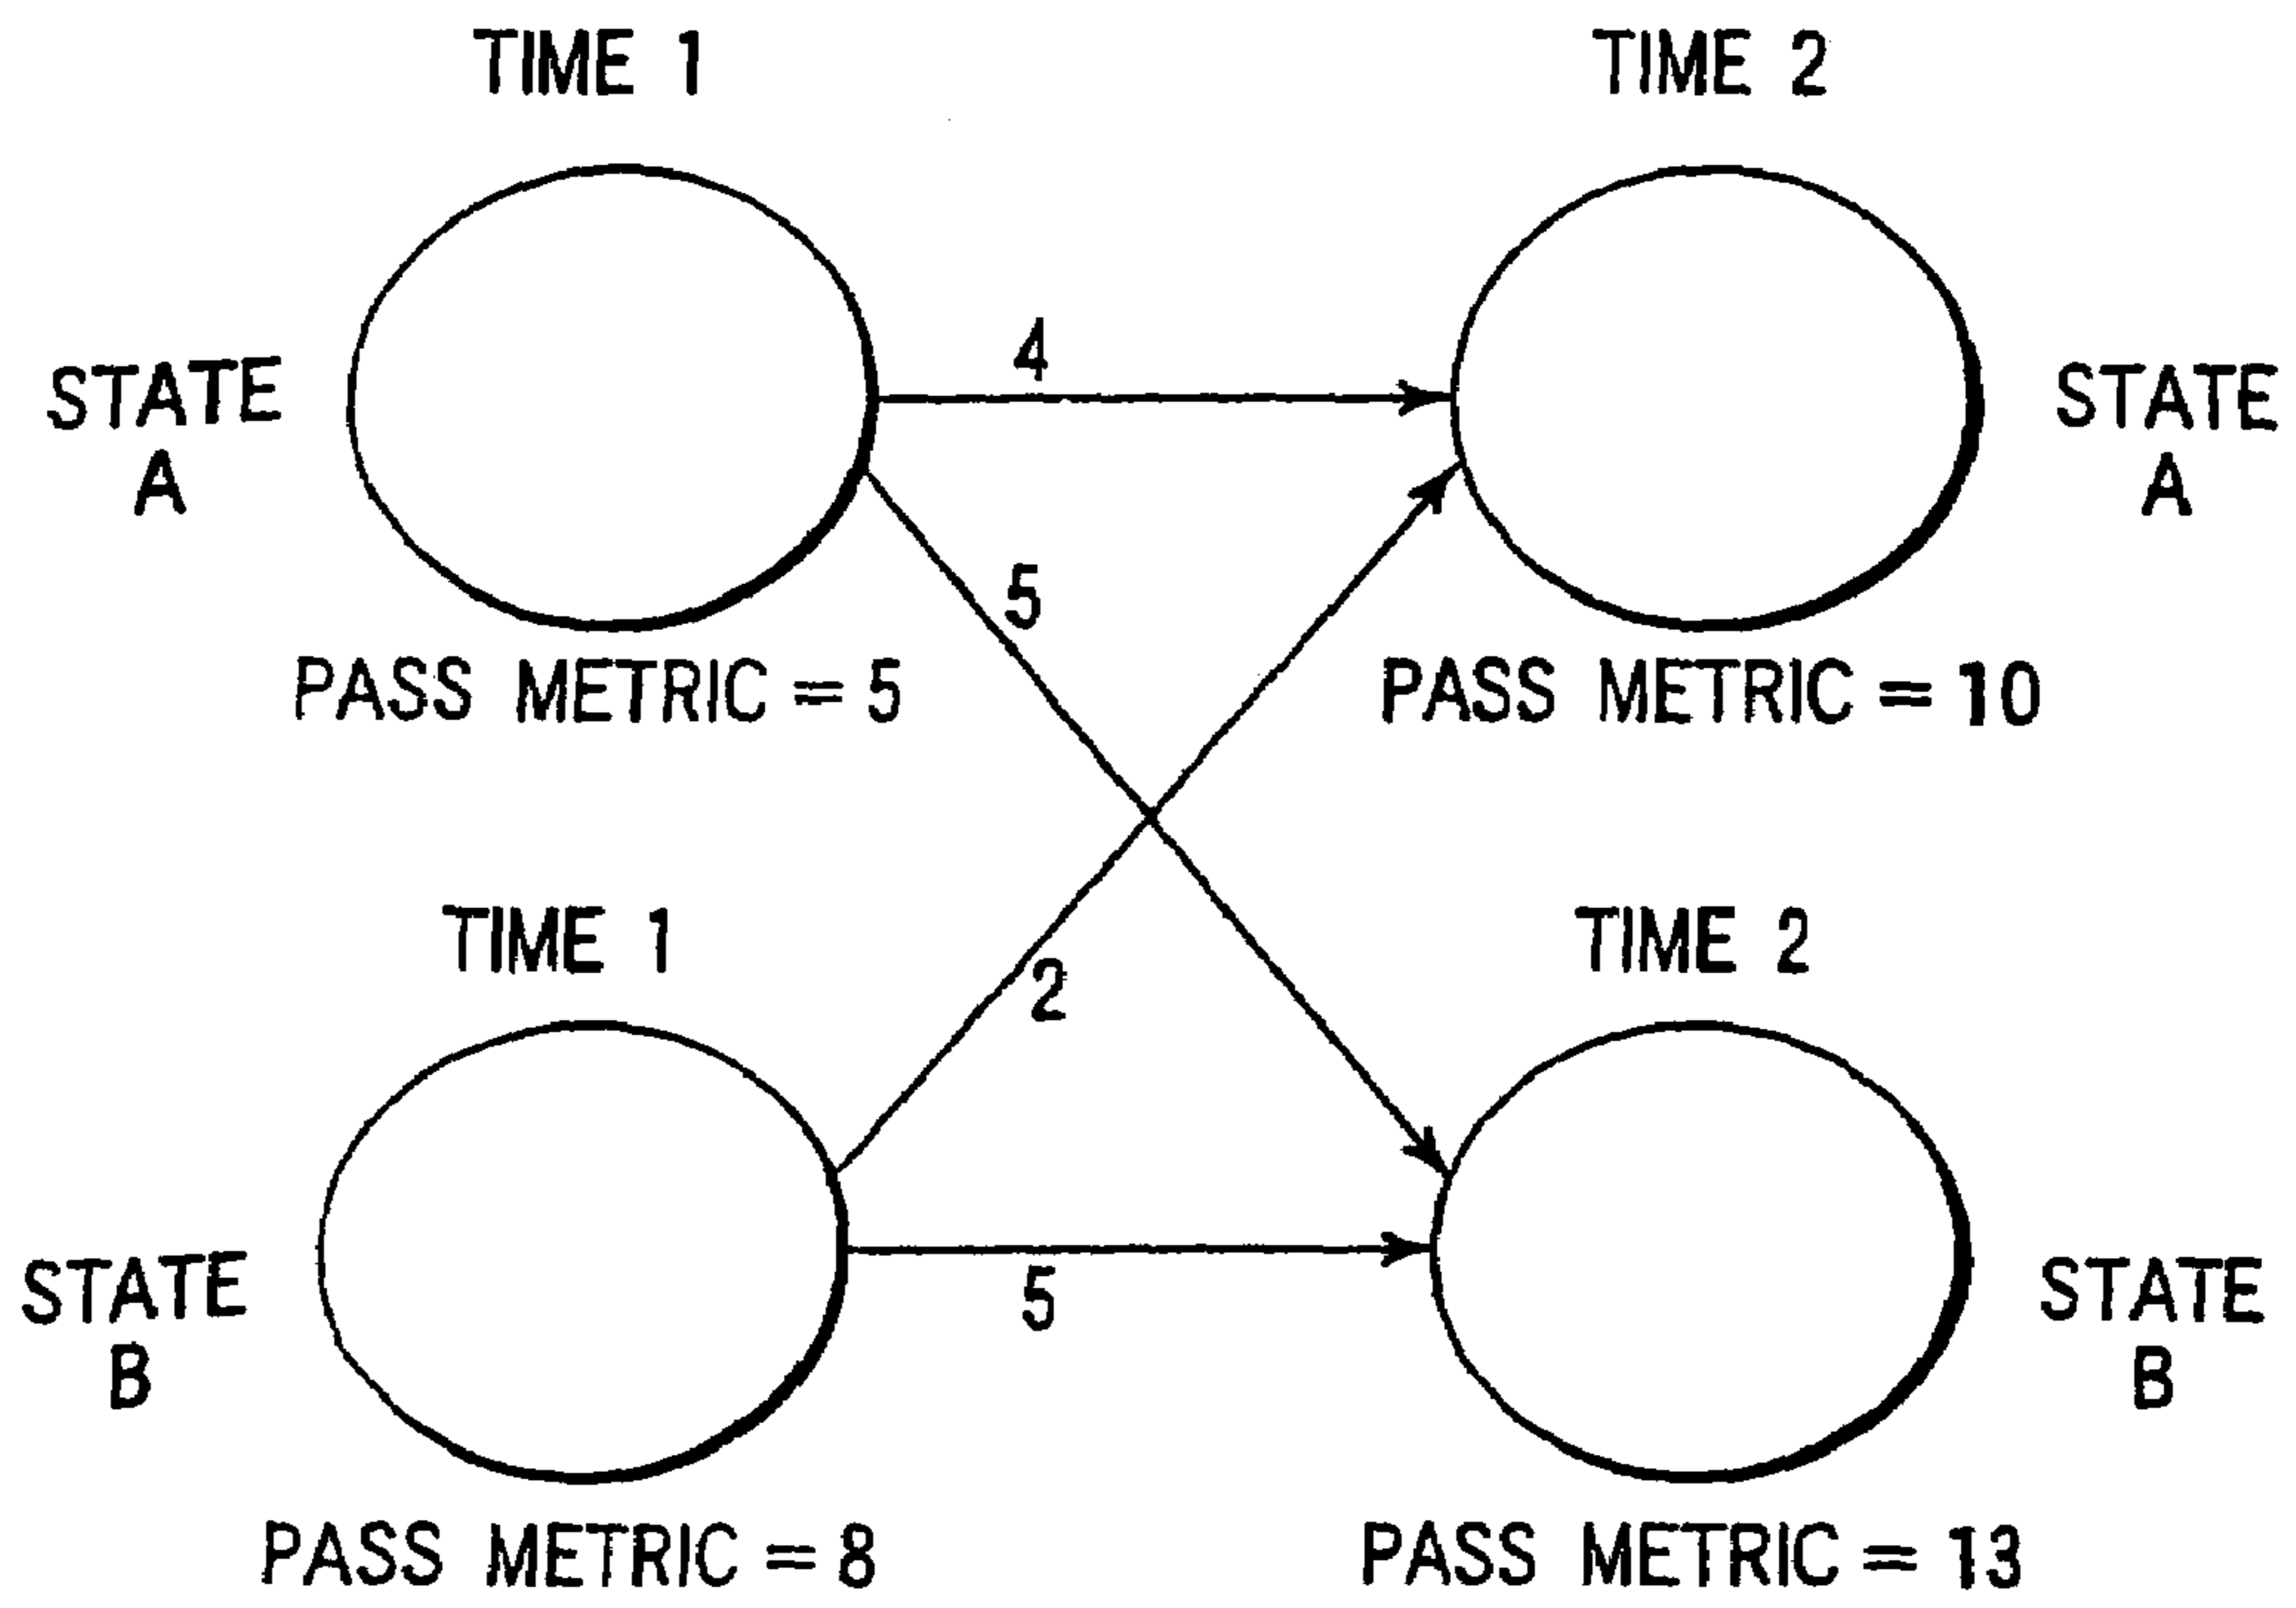 TIME 1
TIME 2
4
STATE
A
STATE
A
5
PASS METRIC = 5
PASS METRIC = 10
TIME 1
TIME 2
2
STATE
B
5
STATE
B
PASS METRIC = 8
PASS METRIC = 13